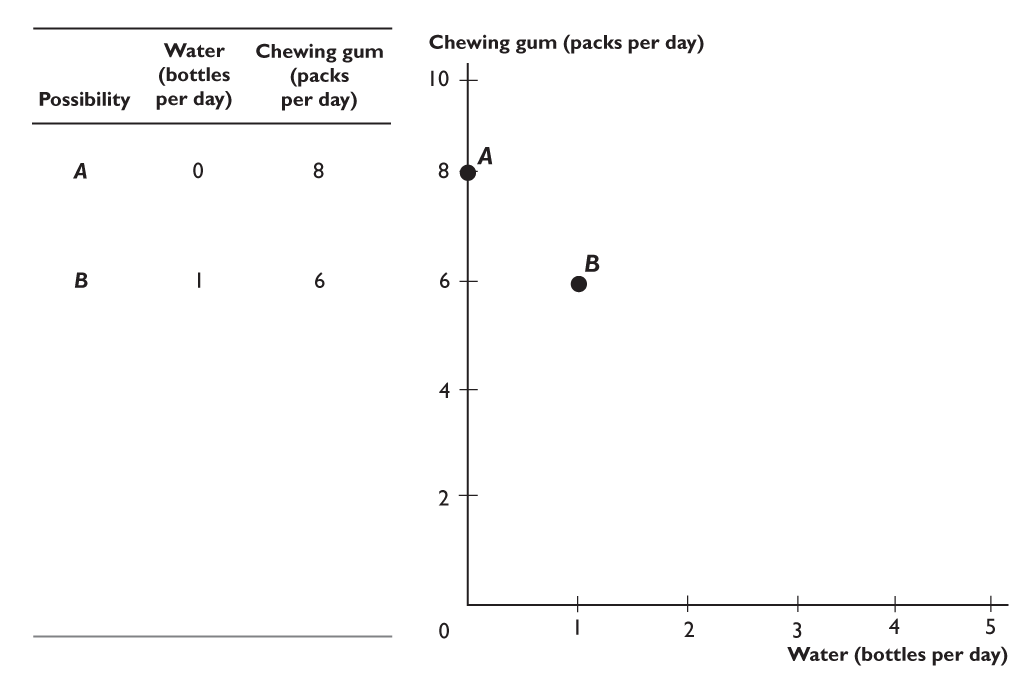 Possibility
Water
(bottles
per day)
Chewing gum
(packs
per day)
A 0 8
B 1 6
Chewing gum (packs per day)
10
8
A
B
6
4
2
0
1 2 3 4 5
Water (bottles per day)